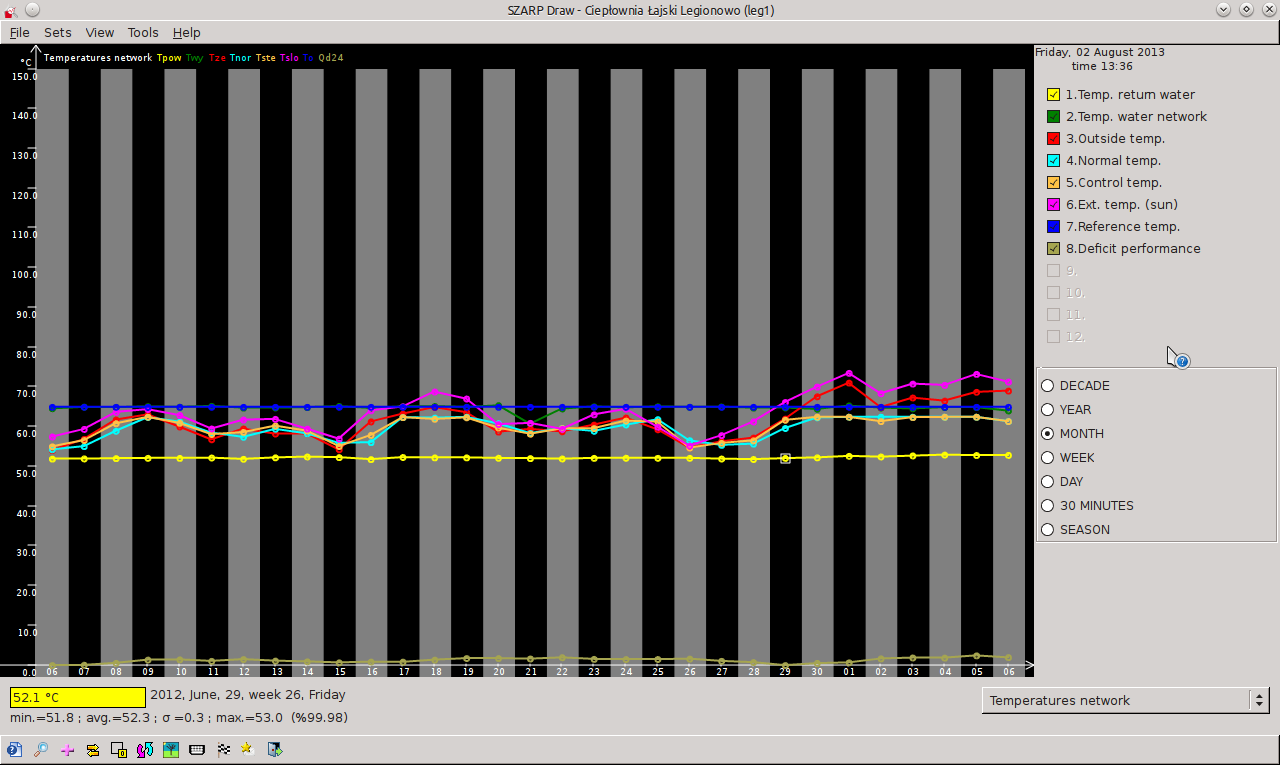 SZARP Draw - Ciepłownia Łajski Legionowo (leg1)
File Sets View Tools Help
°C Temperatures network Tpow Twy Tze Tnor Tste Tslo To Qd24
150.0
140.0
130.0
120.0
110.0
100.0
90.0
80.0
70.0
60.0
50.0
40.0
30.0
20.0
10.0
0.0
06 07 08 09 10 11 12 13 14 15 16 17 18 19 20 21 22 23 24 25 26 27 28 29 30 01 02 03 04 05 06
Friday, 02 August 2013
time 13:36
1.Temp. return water
2.Temp. water network
3.Outside temp.
4.Normal temp.
5.Control temp.
6.Ext. temp. (sun)
7.Reference temp.
8.Deficit performance
9.
10.
11.
12.
DECADE
YEAR
MONTH
WEEK
DAY
30 MINUTES
SEASON
52.1 °C 2012, June, 29, week 26, Friday
min.=51.8 ; avg.=52.3 ; σ =0.3 ; max.=53.0 (%99.98)
Temperatures network